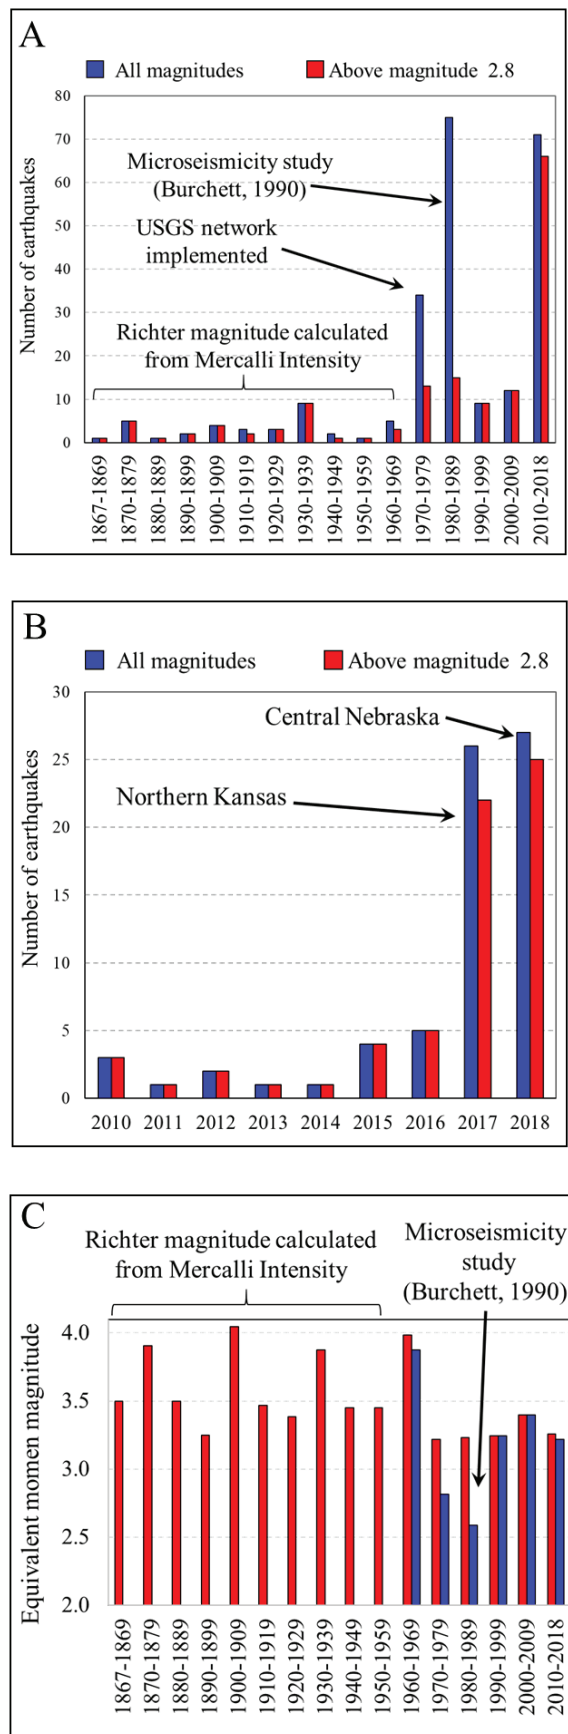 A
All magnitudes
Above magnitude 2.8
80
70
60
50
40
30
20
10
0
Number of earthquakes
Microseismicity study
(Burchett, 1990)
USGS network
implemented
Richter magnitude calculated
from Mercalli Intensity
1867-1869
1870-1879
1880-1889
1890-1899
1900-1909
1910-1919
1920-1929
1930-1939
1940-1949
1950-1959
1960-1969
1970-1979
1980-1989
1990-1999
2000-2009
2010-2018
B
All magnitudes
Above magnitude 2.8
30
25
20
15
10
5
0
Number of earthquakes
Central Nebraska
Northern Kansas
2010 2011 2012 2013 2014 2015 2016 2017 2018
C
Richter magnitude calculated
from Mercalli Intensity
Microseismicity
study
(Burchett, 1990)
4.0
3.5
3.0
2.5
2.0
Equivalent momen magnitude
1867-1869
1870-1879
1880-1889
1890-1899
1900-1909
1910-1919
1920-1929
1930-1939
1940-1949
1950-1959
1960-1969
1970-1979
1980-1989
1990-1999
2000-2009
2010-2018